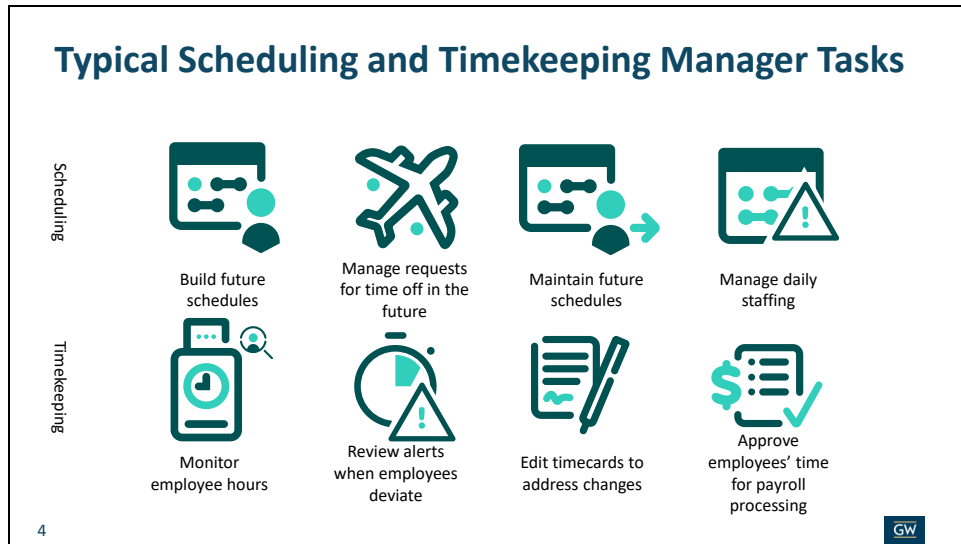 Typical Scheduling and Timekeeping Manager Tasks
Scheduling
Build future
schedules
Manage requests
for time off in the
future
Maintain future
schedules
Manage daily
staffing
Timekeeping
Monitor
employee hours
Review alerts
when employees
deviate
Edit timecards to
address changes
Approve
employees’ time
for payroll
processing
4
GW